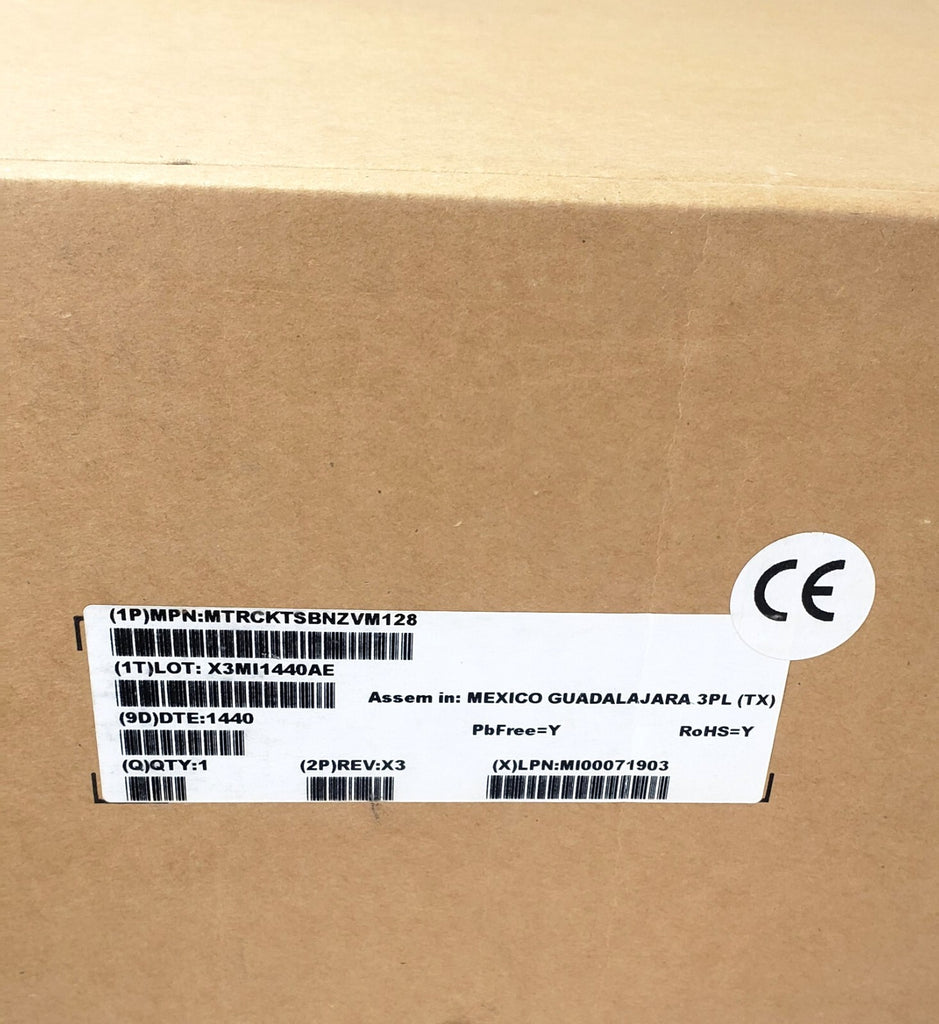 (1P)MPN:MTRCKTSBNZVM128
CE
(1T)LOT: X3MI1440AE
Assem in: MEXICO GUADALAJARA 3PL (TX)
(9D)DTE:1440
PbFree=Y RoHS=Y
(Q)QTY:1 (2P)REV:X3 (X)LPN:MI00071903